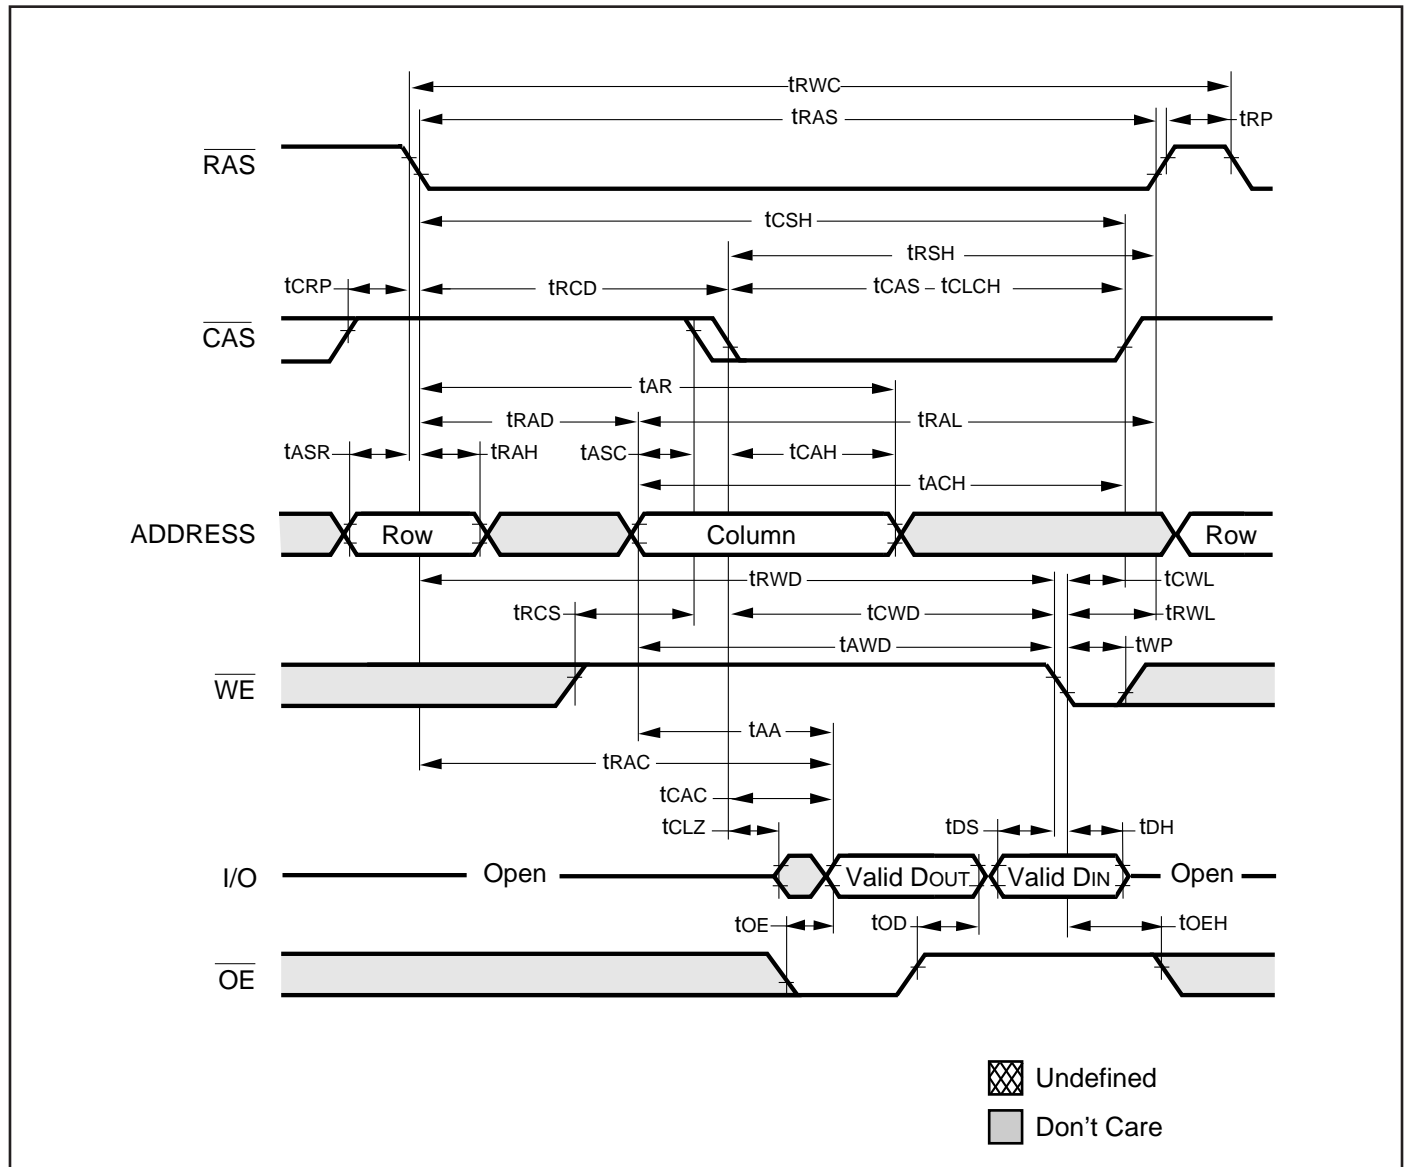 tRWC
tRAS
tRP
RAS
tCSH
tRSH
tCRP
tRCD
tCAS – tCLCH
CAS
tAR
tRAD
tRAL
tASR
tRAH
tASC
tCAH
tACH
ADDRESS
Row
Column
Row
tRWD
tCWL
tRCS
tCWD
tRWL
tAWD
tWP
WE
tAA
tRAC
tCAC
tCLZ
tDS
tDH
I/O
Open
Valid DOUT
Valid DIN
Open
tOE
tOD
tOEH
OE
Undefined
Don't Care